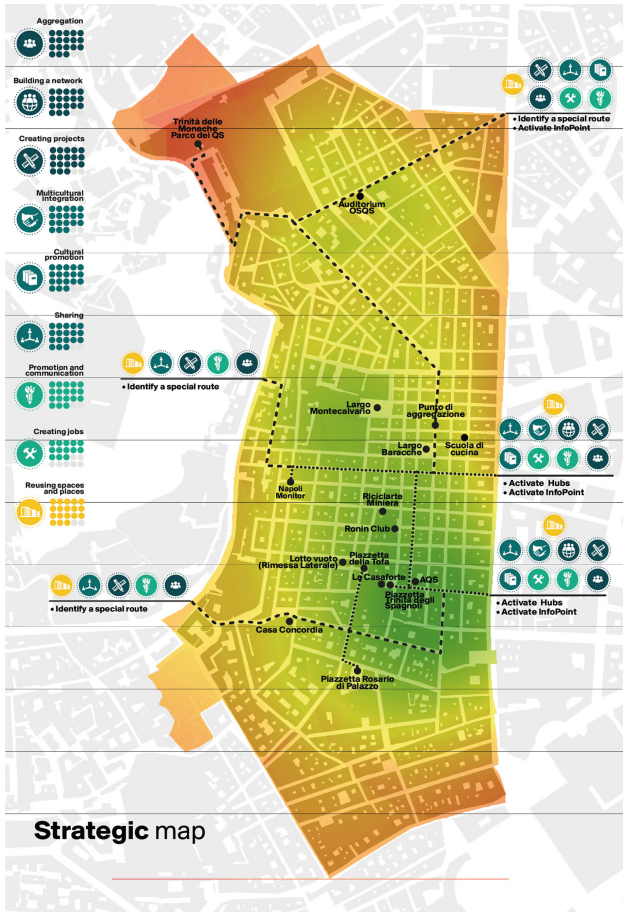 Aggregation
Building a network
Creating projects
Multicultural
integration
Cultural
promotion
Sharing
Promotion and
communication
Creating jobs
Reusing spaces
and places
• Identify a special route
• Activate InfoPoint
Trinità delle
Monache
Parco dei QS
Auditorium
OSQS
• Identify a special route
Largo
Montecalvario
Punto di
aggregazione
Largo
Baracche
Scuola di
cucina
• Activate Hubs
• Activate InfoPoint
Napoli
Monitor
Riciclarte
Miniera
Ronin Club
Lotto vuoto
(Rimessa Laterale)
Piazzetta
della Tofa
La Casaforte
AQS
Piazzetta
Trinità degli
Spagnoli
• Activate Hubs
• Activate InfoPoint
• Identify a special route
Casa Concordia
Piazzetta Rosario
di Palazzo
Strategic map